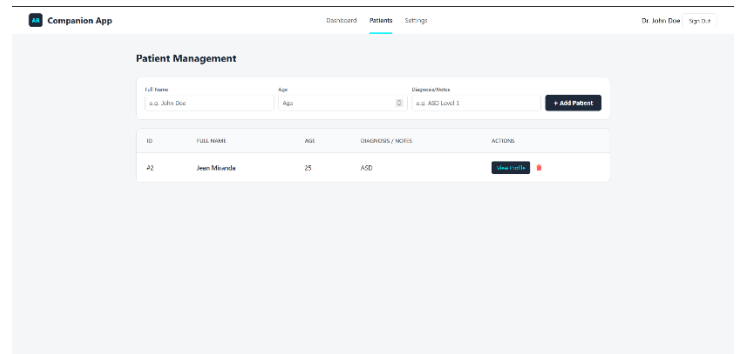 AR Companion App Dashboard Patients Settings Dr. John Doe Sign Out
Patient Management
Full Name Age Diagnosis/Notes
e.g. John Doe Age e.g. ASD Level 1 + Add Patient
ID FULL NAME AGE DIAGNOSIS / NOTES ACTIONS
#2 Jeen Miranda 25 ASD View Profile